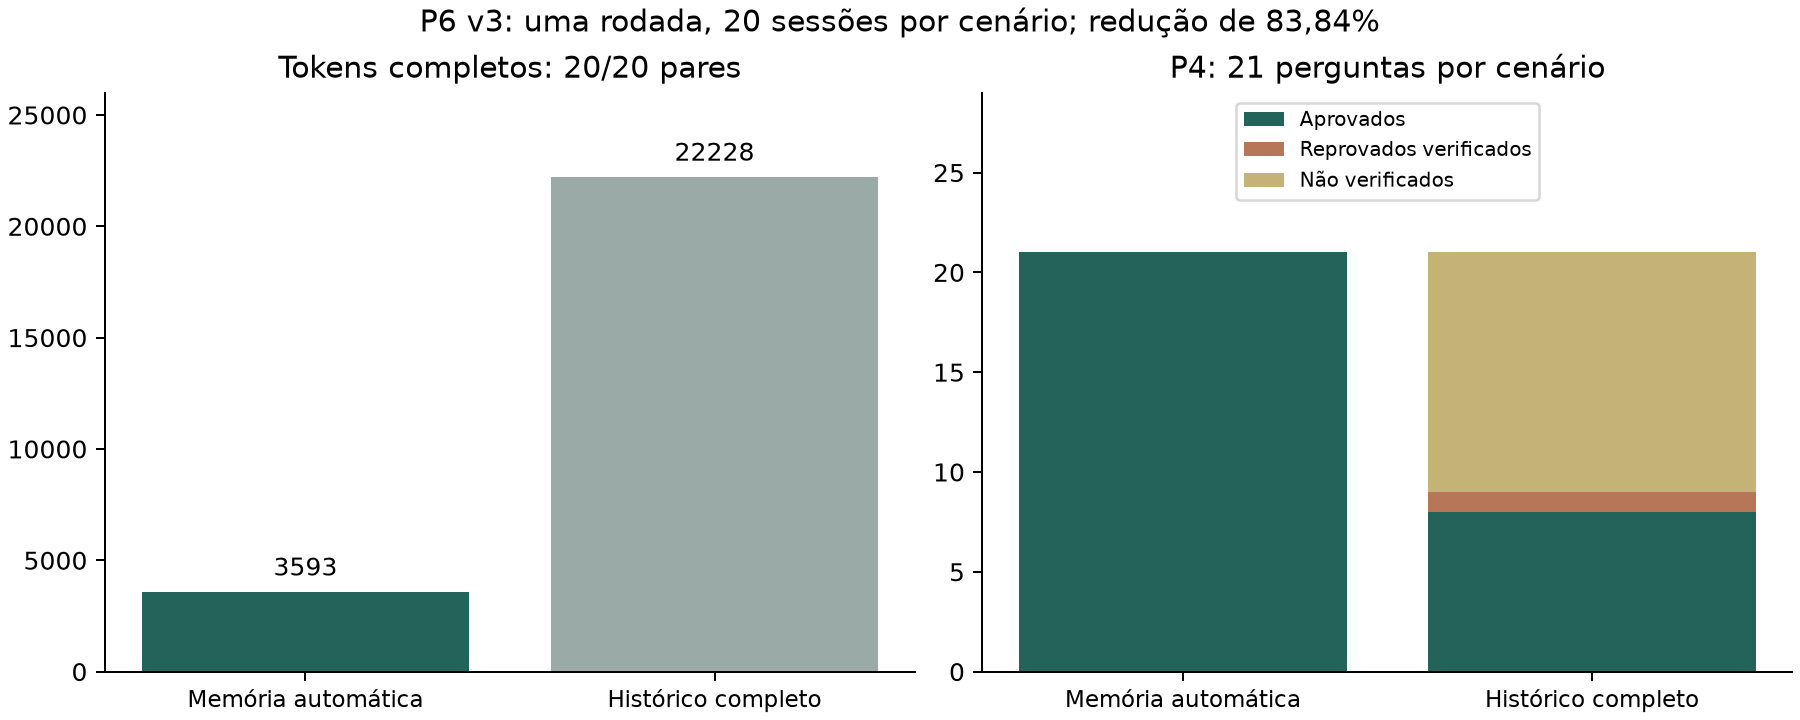 P6 v3: uma rodada, 20 sessões por cenário; redução de 83,84%
Tokens completos: 20/20 pares
25000
20000
15000
10000
5000
0
3593
22228
Memória automática
Histórico completo
P4: 21 perguntas por cenário
Aprovados
Reprovados verificados
Não verificados
25
20
15
10
5
0
Memória automática
Histórico completo